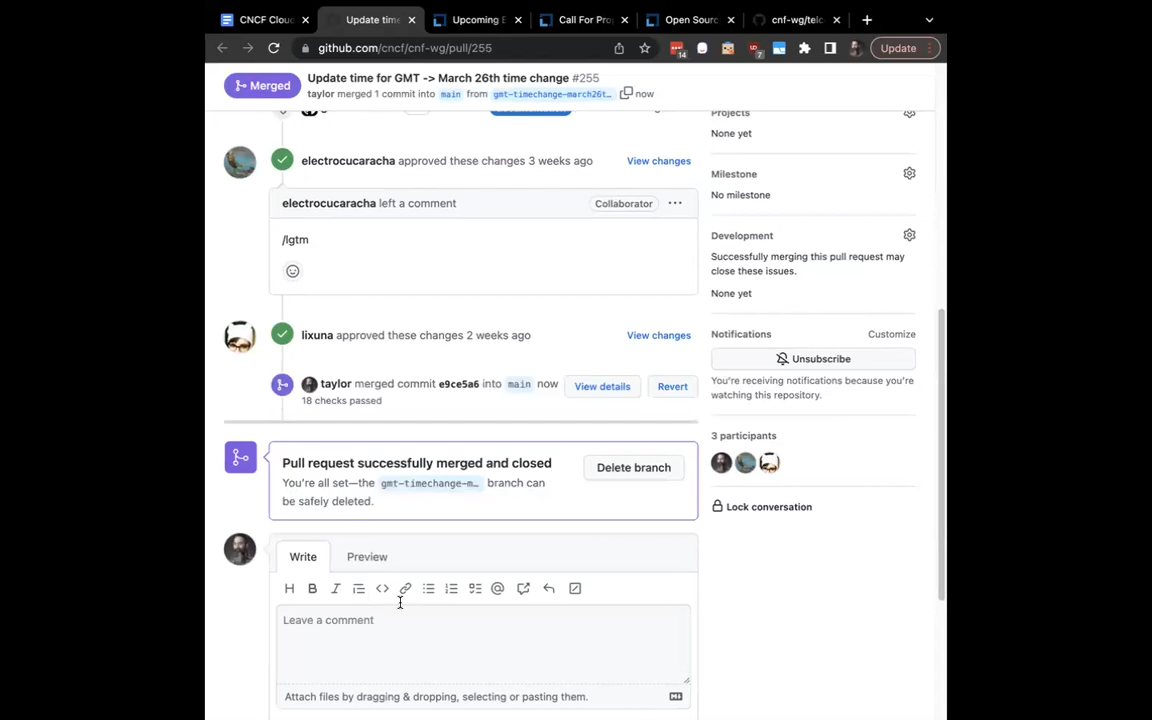 CNCF Clou
Update time
Upcoming E
Call For Pro
Open Sourc
cnf-wg/telc
github.com/cncf/cnf-wg/pull/255
14
7
Update
Merged
Update time for GMT -> March 26th time change #255
taylor merged 1 commit into main from gmt-timechange-march26t… now
electrocucaracha approved these changes 3 weeks ago
View changes
electrocucaracha left a comment
Collaborator
/lgtm
lixuna approved these changes 2 weeks ago
View changes
taylor merged commit e9ce5a6 into main now
View details
Revert
18 checks passed
Pull request successfully merged and closed
You're all set—the gmt-timechange-m… branch can
be safely deleted.
Delete branch
Write
Preview
Leave a comment
Attach files by dragging & dropping, selecting or pasting them.
Projects
None yet
Milestone
No milestone
Development
Successfully merging this pull request may
close these issues.
None yet
Notifications
Customize
Unsubscribe
You're receiving notifications because you're
watching this repository.
3 participants
Lock conversation